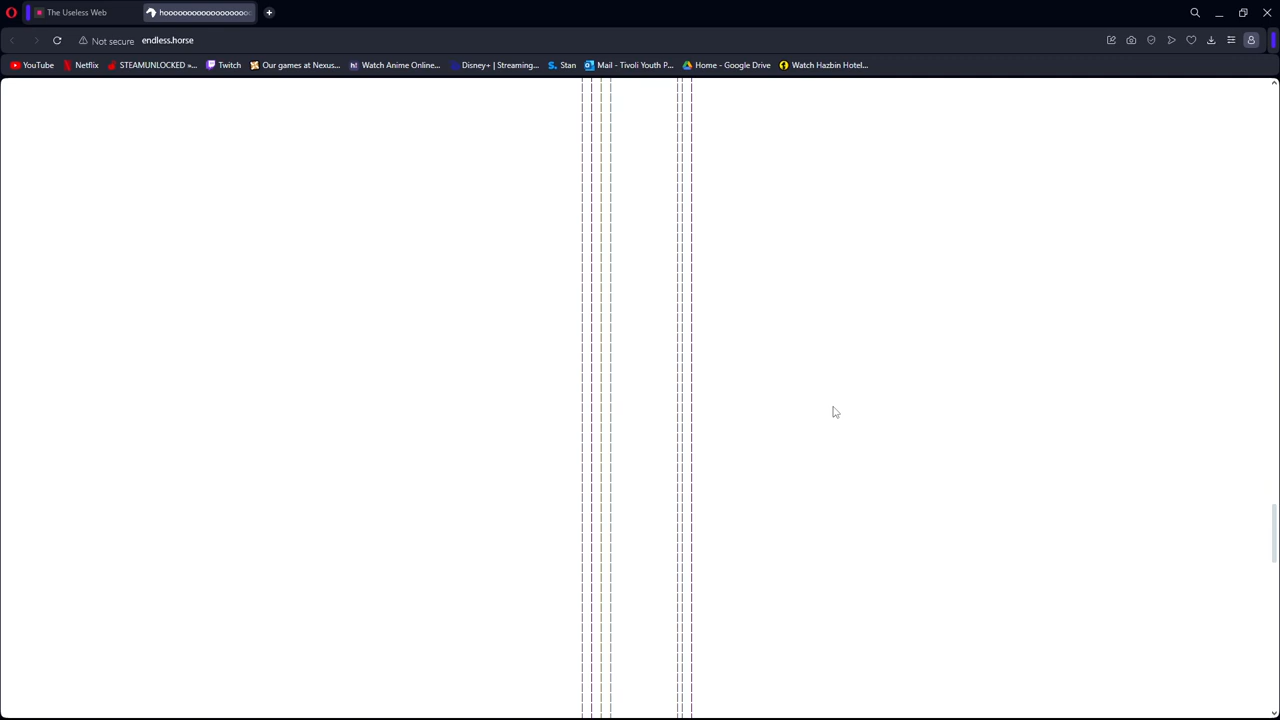 The Useless Web
hooooooooooooooooooo
Not secure endless.horse
YouTube Netflix STEAMUNLOCKED »... Twitch Our games at Nexus... Watch Anime Online... Disney+ | Streaming... Stan Mail - Tivoli Youth P... Home - Google Drive Watch Hazbin Hotel...